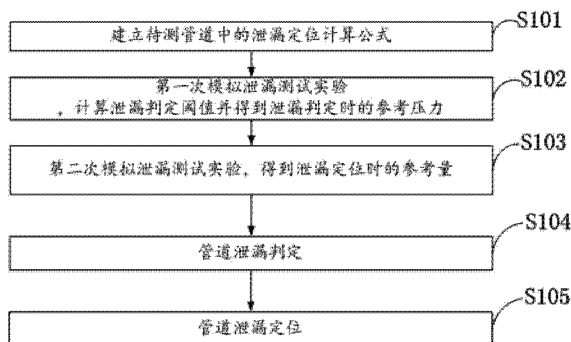 S101
建立待测管道中的泄漏定位计算公式
S102
第一次模拟泄漏测试实验
，计算泄漏判定阈值并得到泄漏判定时的参考压力
S103
第二次模拟泄漏测试实验，得到泄漏定位时的参考量
S104
管道泄漏判定
S105
管道泄漏定位